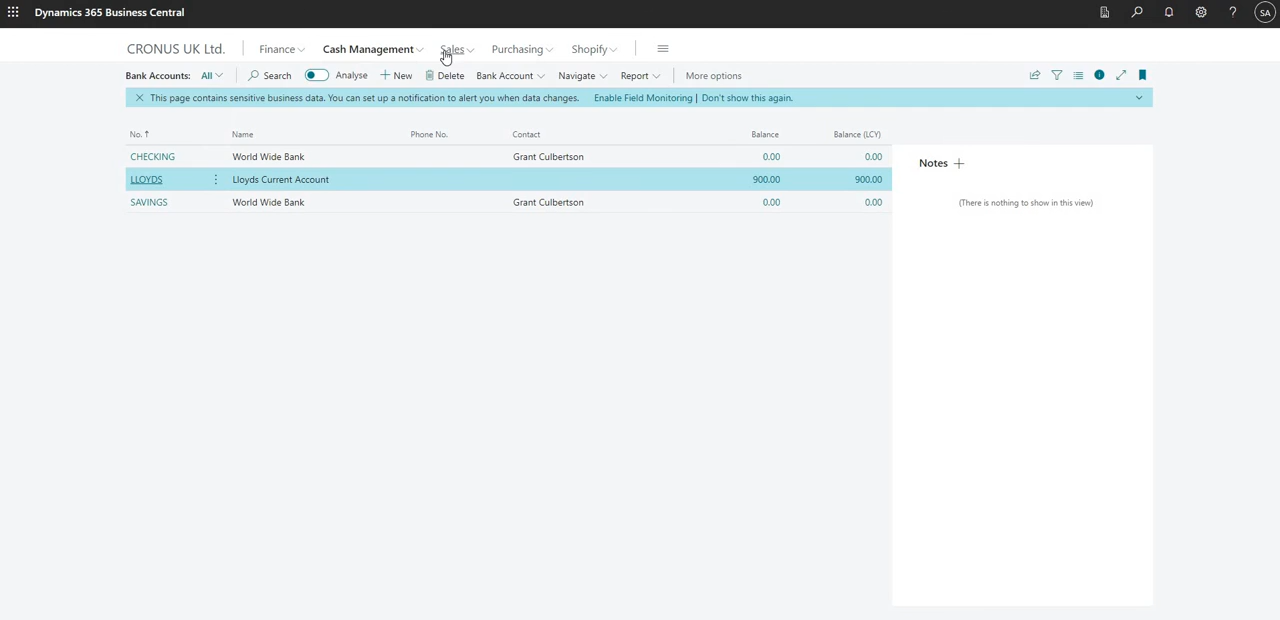 Dynamics 365 Business Central
SA
CRONUS UK Ltd. Finance Cash Management Sales Purchasing Shopify
Bank Accounts: All Search Analyse New Delete Bank Account Navigate Report More options
This page contains sensitive business data. You can set up a notification to alert you when data changes. Enable Field Monitoring | Don't show this again.
No. ↑ Name Phone No. Contact Balance Balance (LCY)
CHECKING World Wide Bank Grant Culbertson 0.00 0.00
LLOYDS Lloyds Current Account 900.00 900.00
SAVINGS World Wide Bank Grant Culbertson 0.00 0.00
Notes
(There is nothing to show in this view)